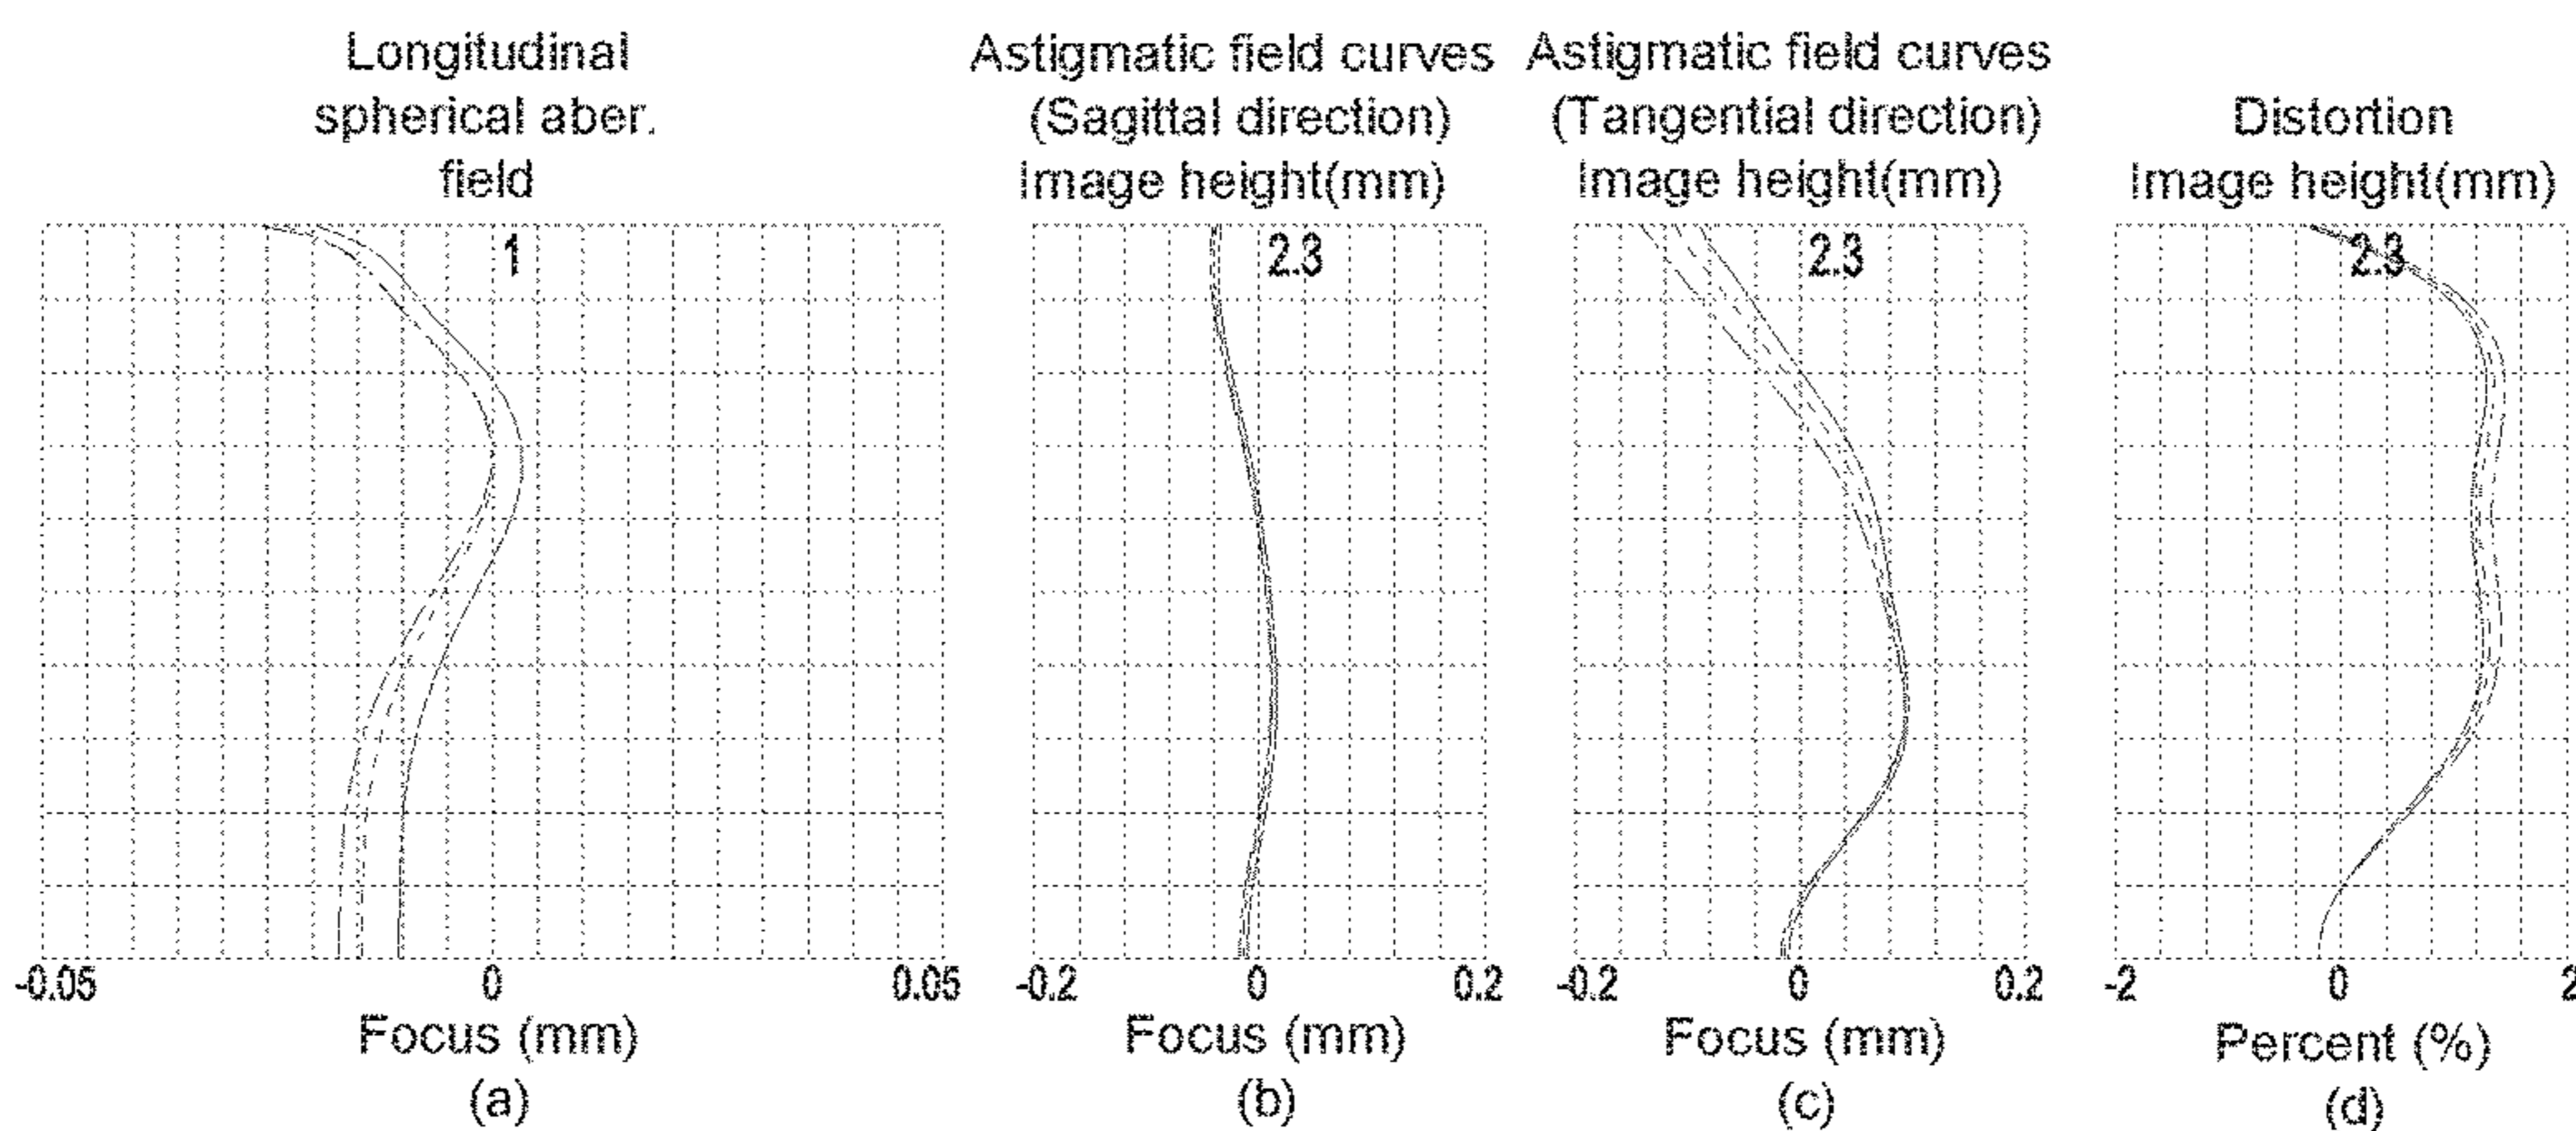 Longitudinal
spherical aber.
field
1
-0.05 0 0.05
Focus (mm)
(a)
Astigmatic field curves
(Sagittal direction)
Image height(mm)
2.3
-0.2 0 0.2
Focus (mm)
(b)
Astigmatic field curves
(Tangential direction)
Image height(mm)
2.3
-0.2 0 0.2
Focus (mm)
(c)
Distortion
Image height(mm)
2.3
-2 0 2
Percent (%)
(d)